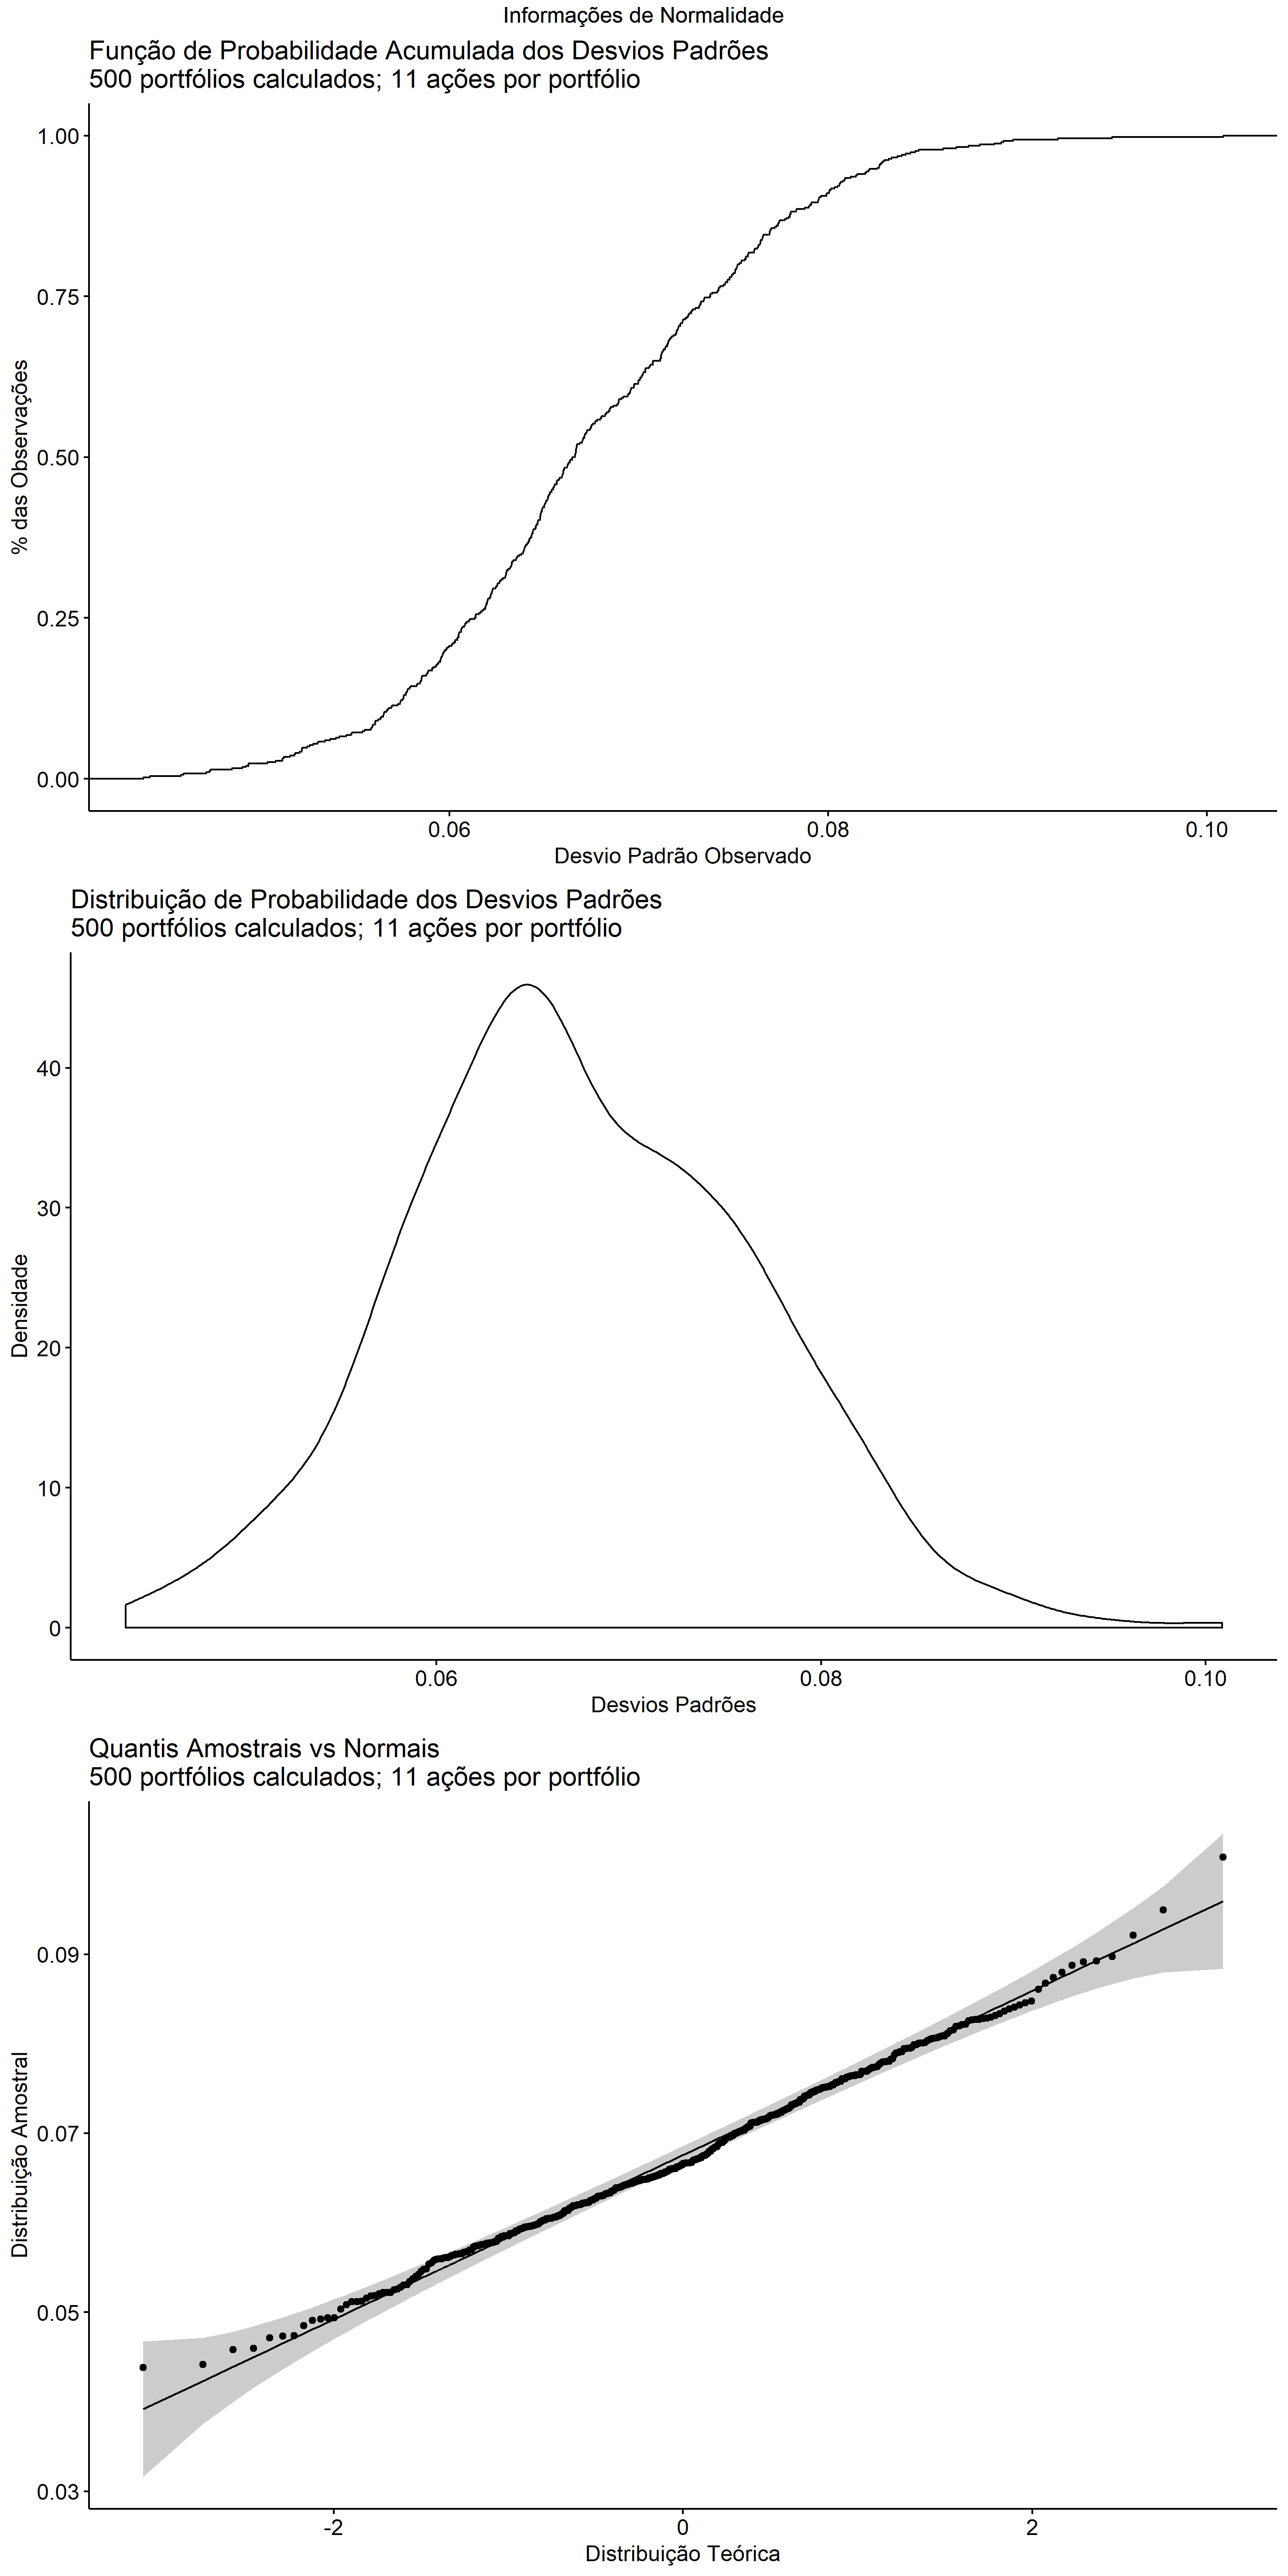 Informações de Normalidade
Função de Probabilidade Acumulada dos Desvios Padrões
500 portfólios calculados; 11 ações por portfólio
1.00
0.75
0.50
0.25
0.00
% das Observações
0.06 0.08 0.10
Desvio Padrão Observado
Distribuição de Probabilidade dos Desvios Padrões
500 portfólios calculados; 11 ações por portfólio
40
30
20
10
0
Densidade
0.06 0.08 0.10
Desvios Padrões
Quantis Amostrais vs Normais
500 portfólios calculados; 11 ações por portfólio
0.09
0.07
0.05
0.03
Distribuição Amostral
-2 0 2
Distribuição Teórica